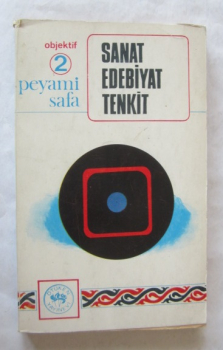 objektif
2
peyami
safa
SANAT
EDEBİYAT
TENKİT